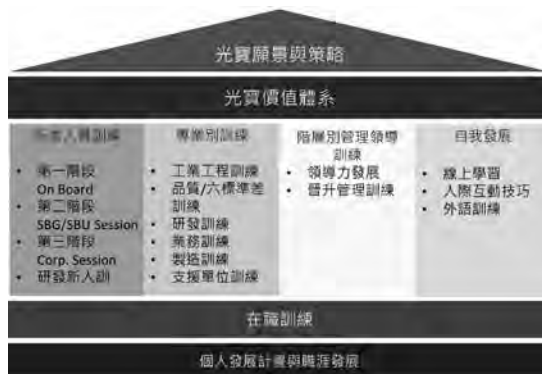 光寶願景與策略
光寶價值體系
新進人員訓練
• 第一階段
On Board
• 第二階段
SBG/SBU Session
• 第三階段
Corp. Session
• 研發新人訓
專業別訓練
• 工業工程訓練
• 品質/六標準差
訓練
• 研發訓練
• 業務訓練
• 製造訓練
• 支援單位訓練
階層別管理領導
訓練
• 領導力發展
• 晉升管理訓練
自我發展
• 線上學習
• 人際互動技巧
• 外語訓練
在職訓練
個人發展計畫與職涯發展